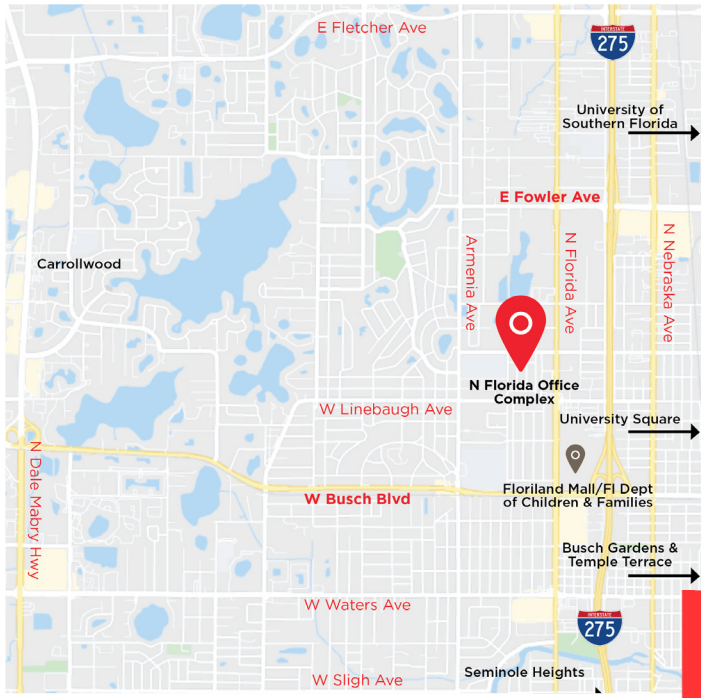 E Fletcher Ave
INTERSTATE
275
University of
Southern Florida
E Fowler Ave
Carrollwood
Armenia Ave
N Florida Ave
N Nebraska Ave
N Florida Office
Complex
W Linebaugh Ave
University Square
N Dale Mabry Hwy
Floriland Mall/Fl Dept
of Children & Families
W Busch Blvd
Busch Gardens &
Temple Terrace
W Waters Ave
INTERSTATE
275
Seminole Heights
W Sligh Ave